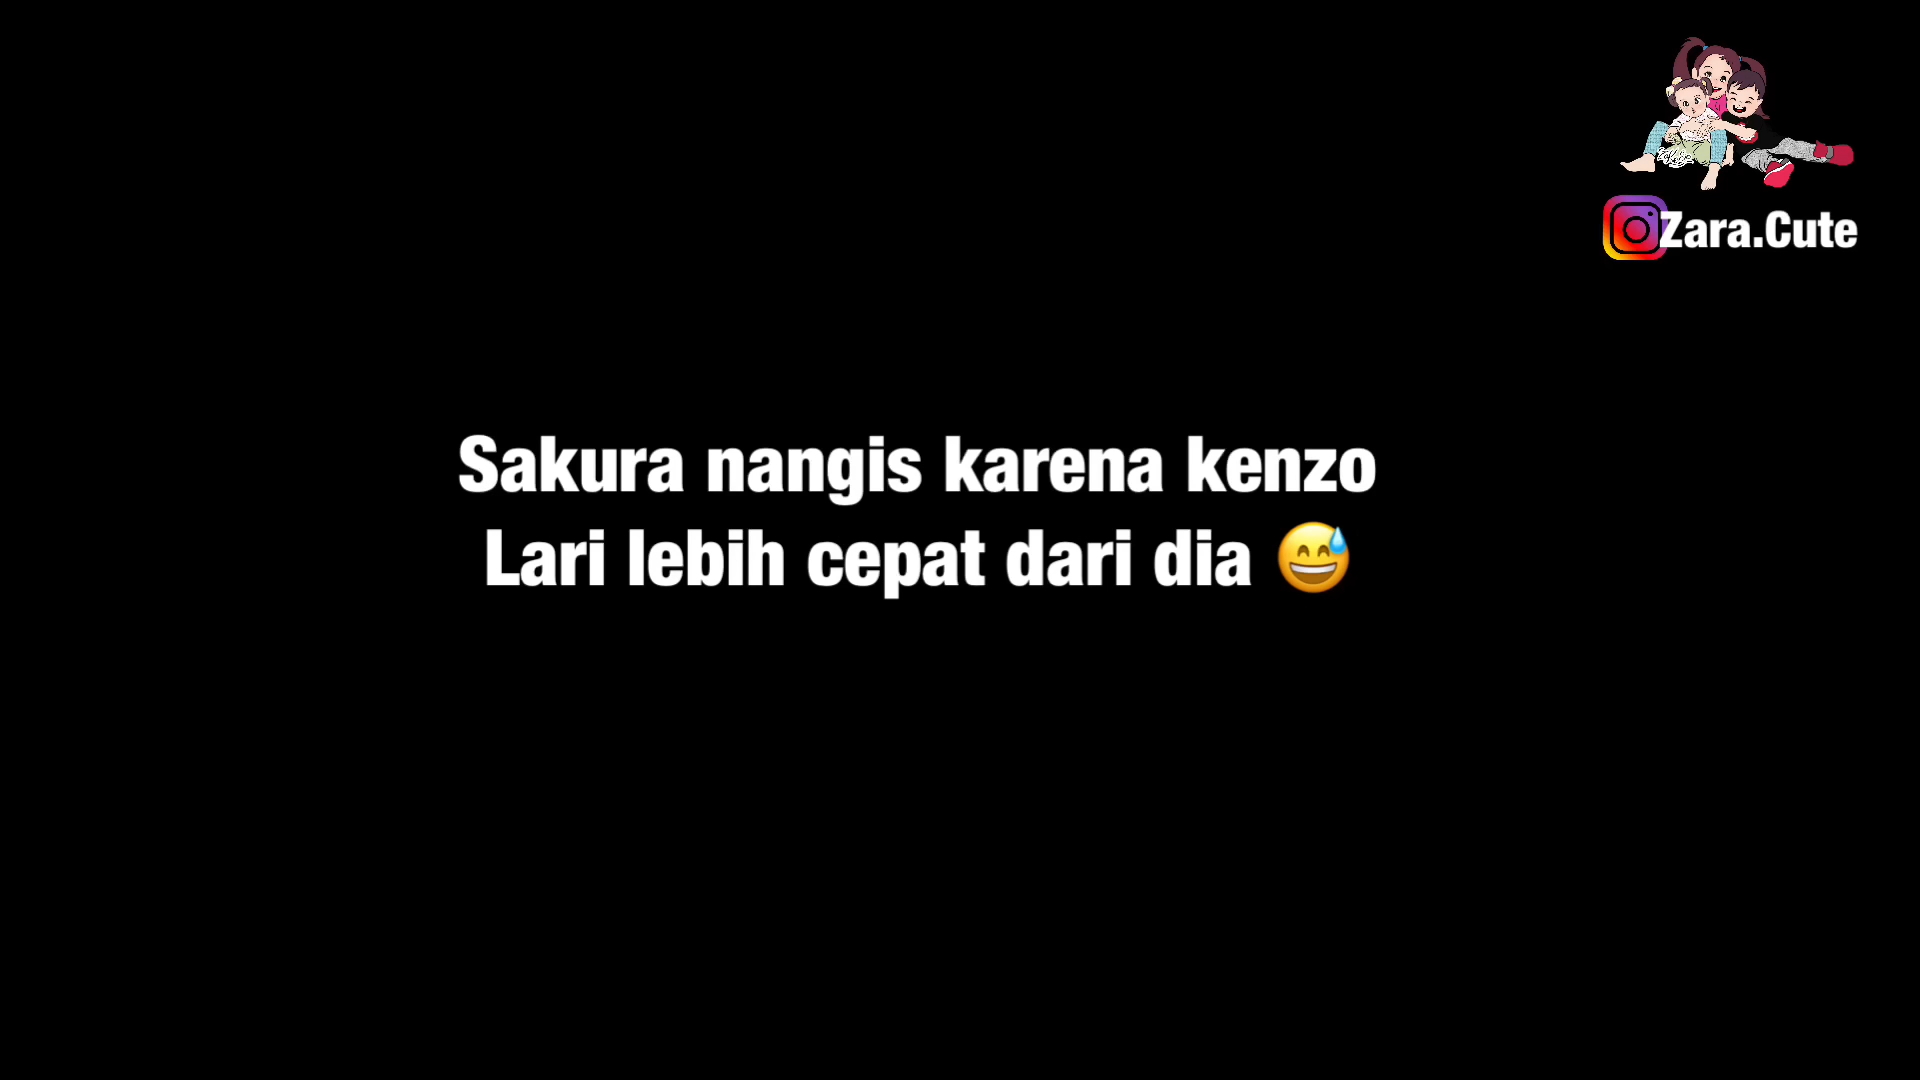 Zara.Cute
Sakura nangis karena kenzo
Lari lebih cepat dari dia 😅